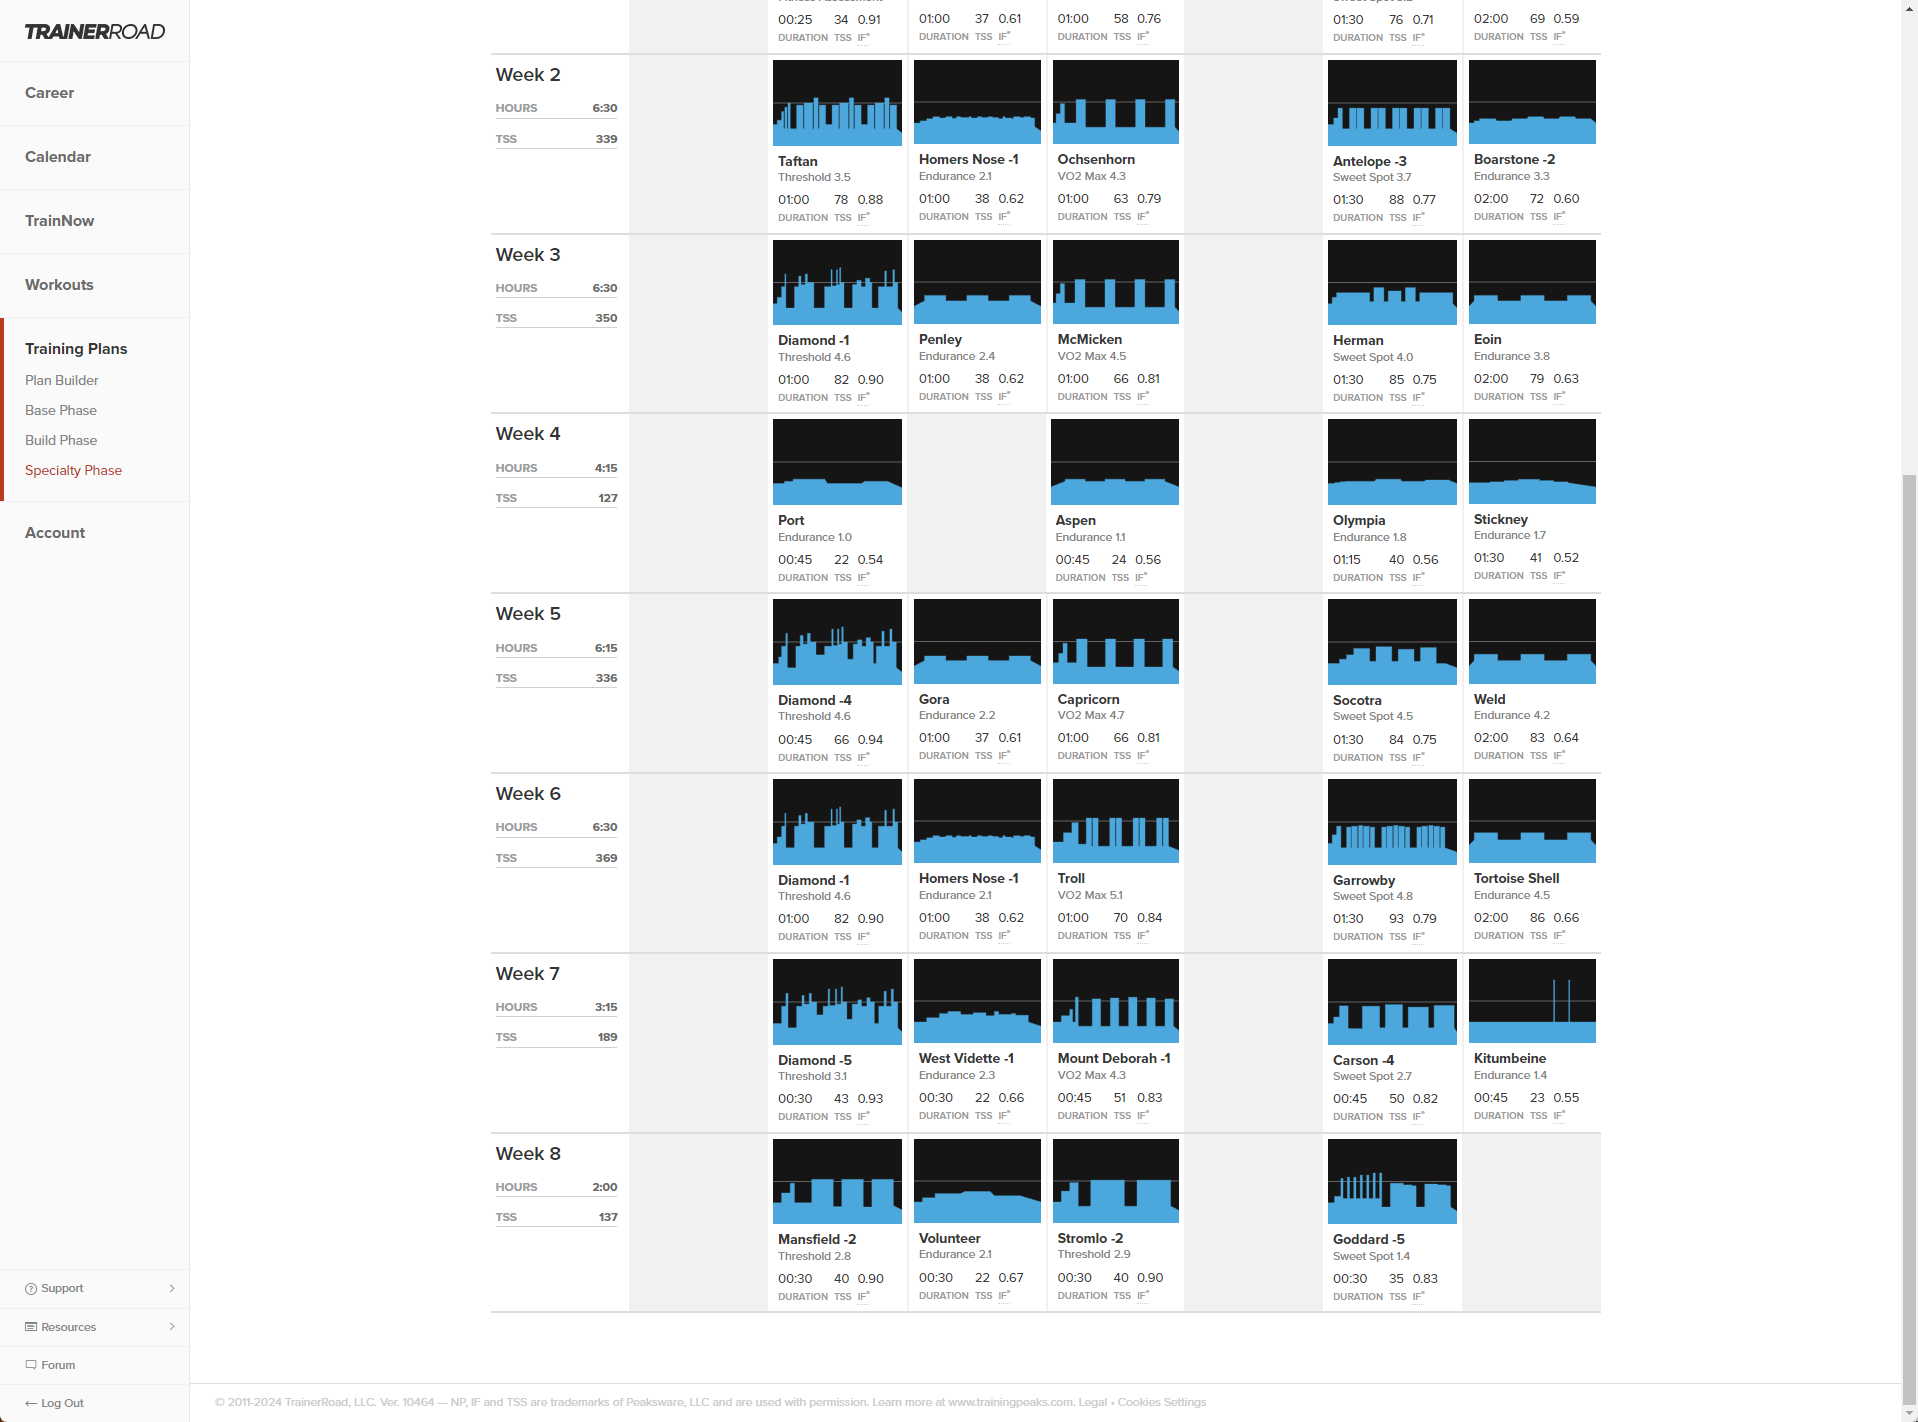 TRAINERROAD
Career
Calendar
TrainNow
Workouts
Training Plans
Plan Builder
Base Phase
Build Phase
Specialty Phase
Account
Support
Resources
Forum
Log Out
00:25 34 0.91 01:00 37 0.61 01:00 58 0.76 01:30 76 0.71 02:00 69 0.59
DURATION TSS IF* DURATION TSS IF* DURATION TSS IF* DURATION TSS IF* DURATION TSS IF*
Week 2
HOURS 6:30
TSS 339
Taftan Homers Nose -1 Ochsenhorn Antelope -3 Boarstone -2
Threshold 3.5 Endurance 2.1 VO2 Max 4.3 Sweet Spot 3.7 Endurance 3.3
01:00 78 0.88 01:00 38 0.62 01:00 63 0.79 01:30 88 0.77 02:00 72 0.60
DURATION TSS IF* DURATION TSS IF* DURATION TSS IF* DURATION TSS IF* DURATION TSS IF*
Week 3
HOURS 6:30
TSS 350
Diamond -1 Penley McMicken Herman Eoin
Threshold 4.6 Endurance 2.4 VO2 Max 4.5 Sweet Spot 4.0 Endurance 3.8
01:00 82 0.90 01:00 38 0.62 01:00 66 0.81 01:30 85 0.75 02:00 79 0.63
DURATION TSS IF* DURATION TSS IF* DURATION TSS IF* DURATION TSS IF* DURATION TSS IF*
Week 4
HOURS 4:15
TSS 127
Port Aspen Olympia Stickney
Endurance 1.0 Endurance 1.1 Endurance 1.8 Endurance 1.7
00:45 22 0.54 00:45 24 0.56 01:15 40 0.56 01:30 41 0.52
DURATION TSS IF* DURATION TSS IF* DURATION TSS IF* DURATION TSS IF*
Week 5
HOURS 6:15
TSS 336
Diamond -4 Gora Capricorn Socotra Weld
Threshold 4.6 Endurance 2.2 VO2 Max 4.7 Sweet Spot 4.5 Endurance 4.2
00:45 66 0.94 01:00 37 0.61 01:00 66 0.81 01:30 84 0.75 02:00 83 0.64
DURATION TSS IF* DURATION TSS IF* DURATION TSS IF* DURATION TSS IF* DURATION TSS IF*
Week 6
HOURS 6:30
TSS 369
Diamond -1 Homers Nose -1 Troll Garrowby Tortoise Shell
Threshold 4.6 Endurance 2.1 VO2 Max 5.1 Sweet Spot 4.8 Endurance 4.5
01:00 82 0.90 01:00 38 0.62 01:00 70 0.84 01:30 93 0.79 02:00 86 0.66
DURATION TSS IF* DURATION TSS IF* DURATION TSS IF* DURATION TSS IF* DURATION TSS IF*
Week 7
HOURS 3:15
TSS 189
Diamond -5 West Vidette -1 Mount Deborah -1 Carson -4 Kitumbeine
Threshold 3.1 Endurance 2.3 VO2 Max 4.3 Sweet Spot 2.7 Endurance 1.4
00:30 43 0.93 00:30 22 0.66 00:45 51 0.83 00:45 50 0.82 00:45 23 0.55
DURATION TSS IF* DURATION TSS IF* DURATION TSS IF* DURATION TSS IF* DURATION TSS IF*
Week 8
HOURS 2:00
TSS 137
Mansfield -2 Volunteer Stromlo -2 Goddard -5
Threshold 2.8 Endurance 2.1 Threshold 2.9 Sweet Spot 1.4
00:30 40 0.90 00:30 22 0.67 00:30 40 0.90 00:30 35 0.83
DURATION TSS IF* DURATION TSS IF* DURATION TSS IF* DURATION TSS IF*
© 2011-2024 TrainerRoad, LLC. Ver. 10464 — NP, IF and TSS are trademarks of Peaksware, LLC and are used with permission. Learn more at www.trainingpeaks.com. Legal • Cookies Settings